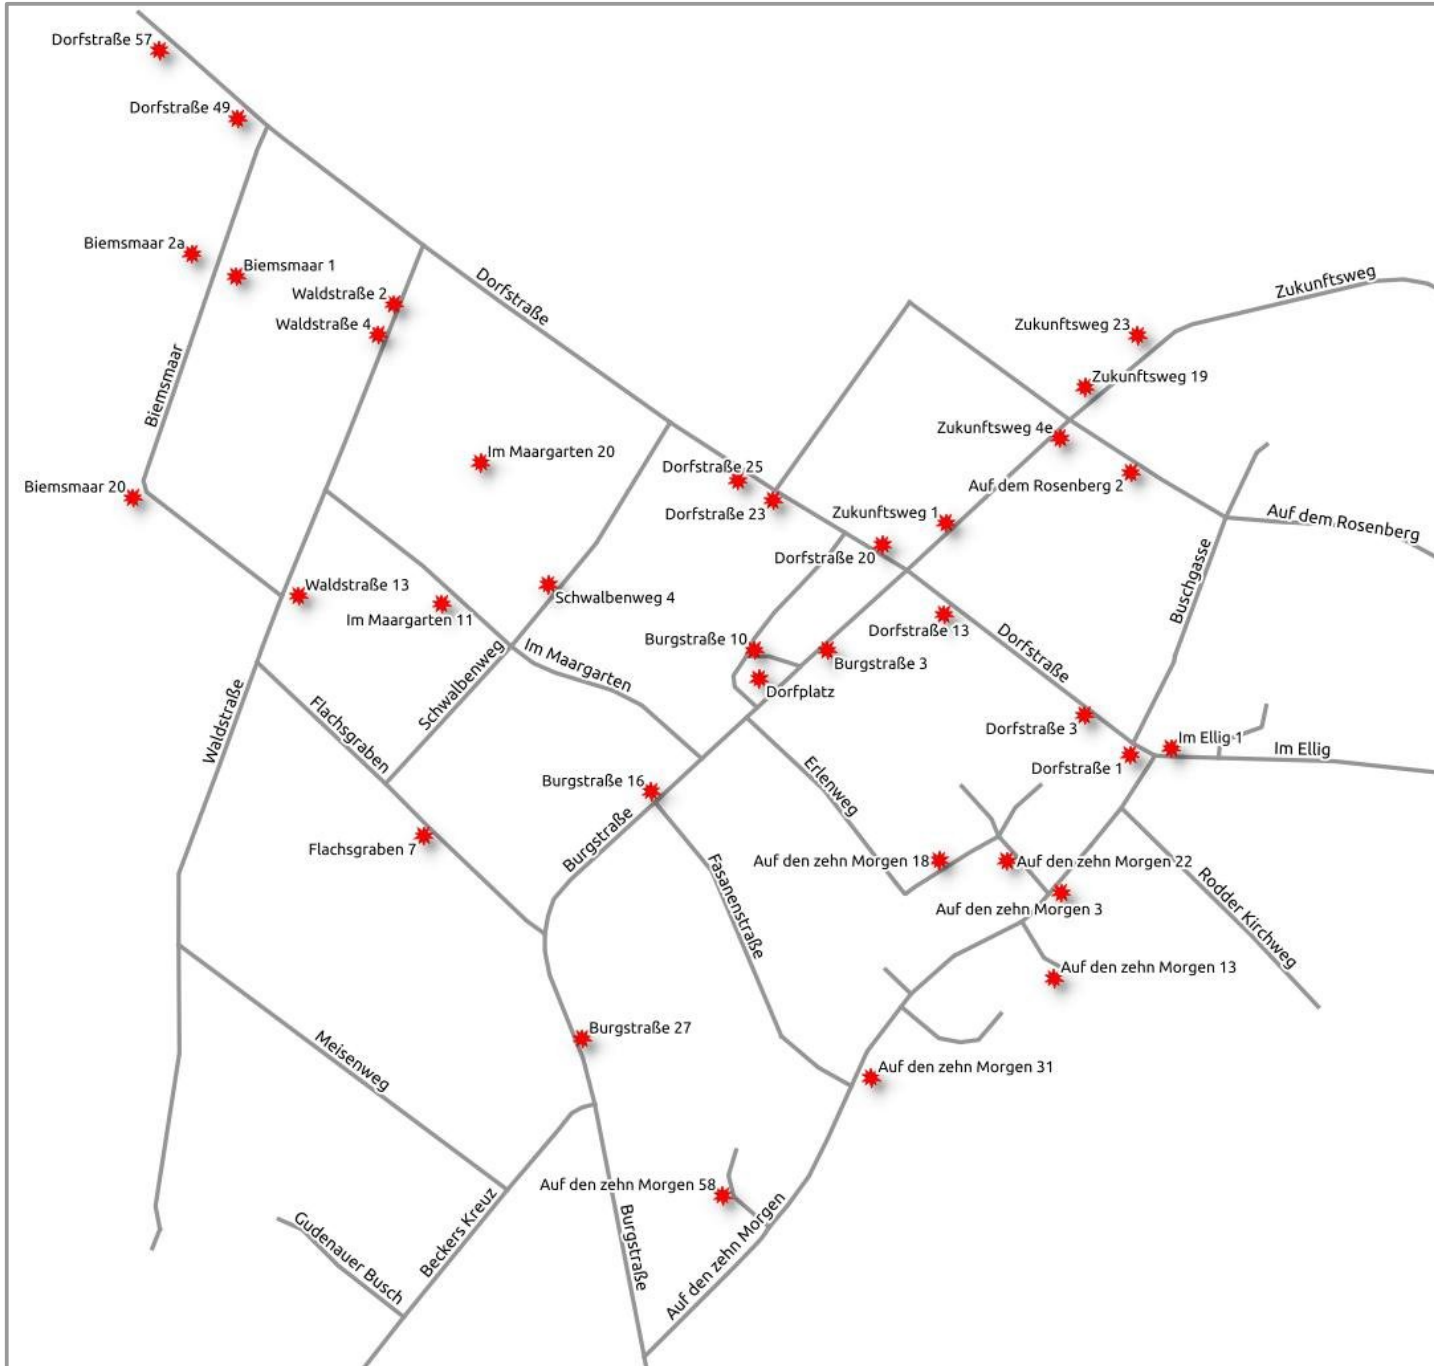 Dorfstraße 57
Dorfstraße 49
Biemsmaar 2a
Biemsmaar 1
Waldstraße 2
Waldstraße 4
Dorfstraße
Zukunftsweg
Zukunftsweg 23
Zukunftsweg 19
Biemsmaar
Zukunftsweg 4e
Im Maargarten 20
Dorfstraße 25
Auf dem Rosenberg 2
Biemsmaar 20
Dorfstraße 23
Zukunftsweg 1
Auf dem Rosenberg
Dorfstraße 20
Buschgasse
Waldstraße 13
Schwalbenweg 4
Im Maargarten 11
Dorfstraße 13
Burgstraße 10
Dorfstraße
Burgstraße 3
Im Maargarten
Schwalbenweg
Dorfplatz
Waldstraße
Flachsgraben
Dorfstraße 3
Im Ellig 1
Im Ellig
Dorfstraße 1
Burgstraße 16
Erlenweg
Burgstraße
Flachsgraben 7
Auf den zehn Morgen 18
Auf den zehn Morgen 22
Fasanenstraße
Auf den zehn Morgen 3
Rodder Kirchweg
Auf den zehn Morgen 13
Burgstraße 27
Meisenweg
Auf den zehn Morgen 31
Auf den zehn Morgen 58
Beckers Kreuz
Burgstraße
Auf den zehn Morgen
Gudenauer Busch